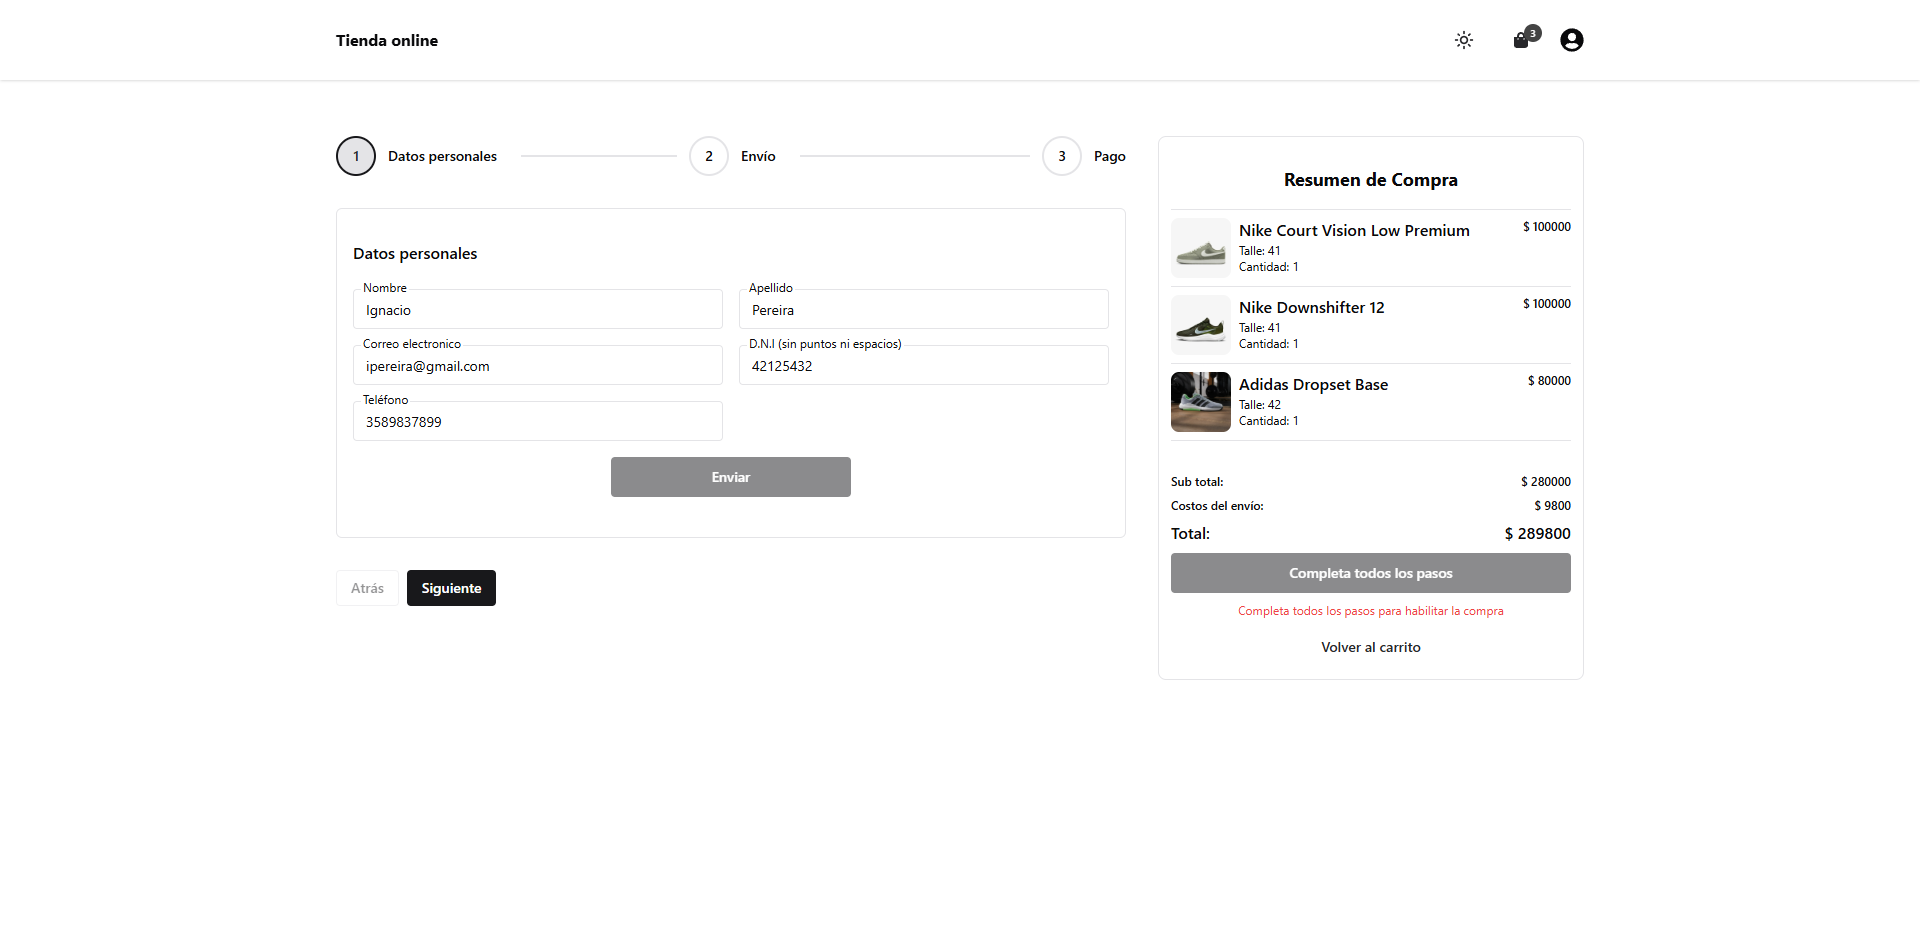 Tienda online
3
1 Datos personales
2 Envío
3 Pago
Datos personales
Nombre
Ignacio
Apellido
Pereira
Correo electronico
ipereira@gmail.com
D.N.I (sin puntos ni espacios)
42125432
Teléfono
3589837899
Enviar
Atrás
Siguiente
Resumen de Compra
Nike Court Vision Low Premium
$ 100000
Talle: 41
Cantidad: 1
Nike Downshifter 12
$ 100000
Talle: 41
Cantidad: 1
Adidas Dropset Base
$ 80000
Talle: 42
Cantidad: 1
Sub total:
$ 280000
Costos del envío:
$ 9800
Total:
$ 289800
Completa todos los pasos
Completa todos los pasos para habilitar la compra
Volver al carrito